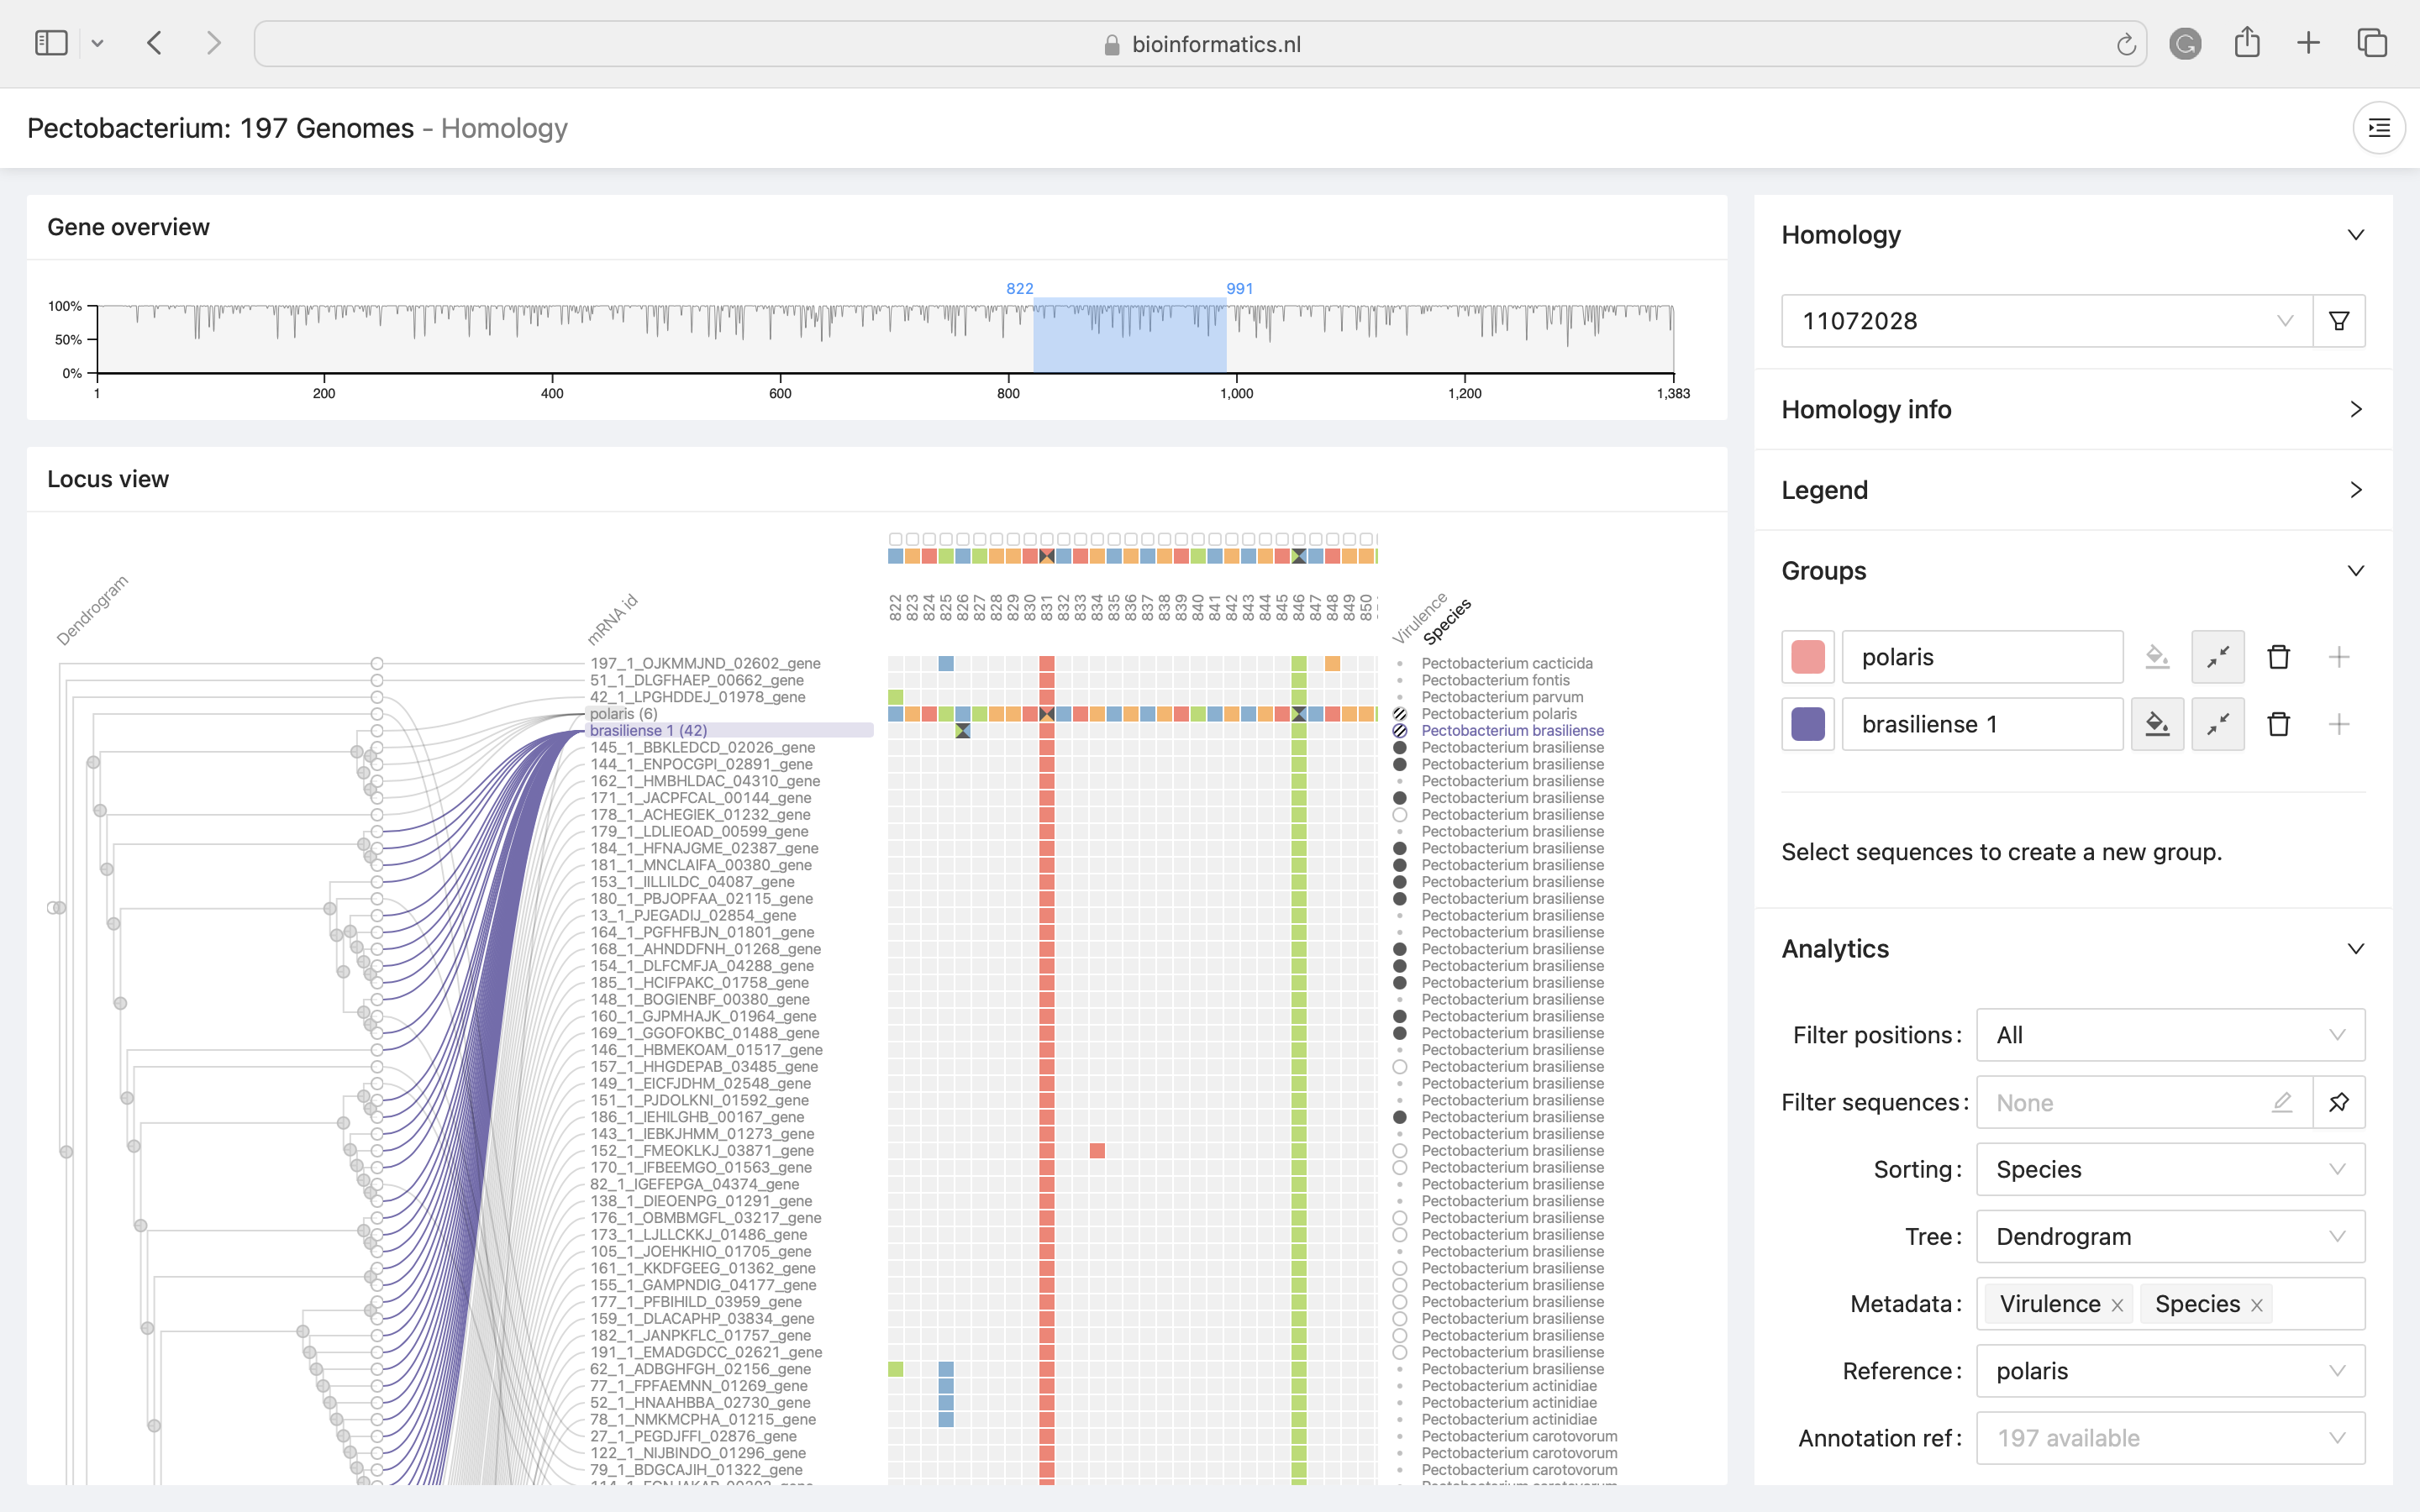 bioinformatics.nl
Pectobacterium: 197 Genomes - Homology
Gene overview
822 991
100%
50%
0%
1 200 400 600 800 1,000 1,200 1,383
Locus view
Dendrogram mRNA id 822 823 824 825 826 827 828 829 830 831 832 833 834 835 836 837 838 839 840 841 842 843 844 845 846 847 848 849 850 Virulence Species
197_1_OJKMMJND_02602_gene Pectobacterium cacticida
51_1_DLGFHAEP_00662_gene Pectobacterium fontis
42_1_LPGHDDEJ_01978_gene Pectobacterium parvum
polaris (6) Pectobacterium polaris
brasiliense 1 (42) Pectobacterium brasiliense
145_1_BBKLEDCD_02026_gene Pectobacterium brasiliense
144_1_ENPOCGPI_02891_gene Pectobacterium brasiliense
162_1_HMBHLDAC_04310_gene Pectobacterium brasiliense
171_1_JACPFCAL_00144_gene Pectobacterium brasiliense
178_1_ACHEGIEK_01232_gene Pectobacterium brasiliense
179_1_LDLIEOAD_00599_gene Pectobacterium brasiliense
184_1_HFNAJGME_02387_gene Pectobacterium brasiliense
181_1_MNCLAIFA_00380_gene Pectobacterium brasiliense
153_1_IILLILDC_04087_gene Pectobacterium brasiliense
180_1_PBJOPFAA_02115_gene Pectobacterium brasiliense
13_1_PJEGADIJ_02854_gene Pectobacterium brasiliense
164_1_PGFHFBJN_01801_gene Pectobacterium brasiliense
168_1_AHNDDFNH_01268_gene Pectobacterium brasiliense
154_1_DLFCMFJA_04288_gene Pectobacterium brasiliense
185_1_HCIFPAKC_01758_gene Pectobacterium brasiliense
148_1_BOGIENBF_00380_gene Pectobacterium brasiliense
160_1_GJPMHAJK_01964_gene Pectobacterium brasiliense
169_1_GGOFOKBC_01488_gene Pectobacterium brasiliense
146_1_HBMEKOAM_01517_gene Pectobacterium brasiliense
157_1_HHGDEPAB_03485_gene Pectobacterium brasiliense
149_1_EICFJDHM_02548_gene Pectobacterium brasiliense
151_1_PJDOLKNI_01592_gene Pectobacterium brasiliense
186_1_IEHILGHB_00167_gene Pectobacterium brasiliense
143_1_IEBKJHMM_01273_gene Pectobacterium brasiliense
152_1_FMEOKLKJ_03871_gene Pectobacterium brasiliense
170_1_IFBEEMGO_01563_gene Pectobacterium brasiliense
82_1_IGEFEPGA_04374_gene Pectobacterium brasiliense
138_1_DIEOENPG_01291_gene Pectobacterium brasiliense
176_1_OBMBMGFL_03217_gene Pectobacterium brasiliense
173_1_LJLLCKKJ_01486_gene Pectobacterium brasiliense
105_1_JOEHKHIO_01705_gene Pectobacterium brasiliense
161_1_KKDFGEEG_01362_gene Pectobacterium brasiliense
155_1_GAMPNDIG_04177_gene Pectobacterium brasiliense
177_1_PFBIHILD_03959_gene Pectobacterium brasiliense
159_1_DLACAPHP_03834_gene Pectobacterium brasiliense
182_1_JANPKFLC_01757_gene Pectobacterium brasiliense
191_1_EMADGDCC_02621_gene Pectobacterium brasiliense
62_1_ADBGHFGH_02156_gene Pectobacterium brasiliense
77_1_FPFAEMNN_01269_gene Pectobacterium actinidiae
52_1_HNAAHBBA_02730_gene Pectobacterium actinidiae
78_1_NMKMCPHA_01215_gene Pectobacterium actinidiae
27_1_PEGDJFFI_02876_gene Pectobacterium carotovorum
122_1_NIJBINDO_01296_gene Pectobacterium carotovorum
79_1_BDGCAJIH_01322_gene Pectobacterium carotovorum
Homology
11072028
Homology info
Legend
Groups
polaris
brasiliense 1
Select sequences to create a new group.
Analytics
Filter positions: All
Filter sequences: None
Sorting: Species
Tree: Dendrogram
Metadata: Virulence Species
Reference: polaris
Annotation ref: 197 available